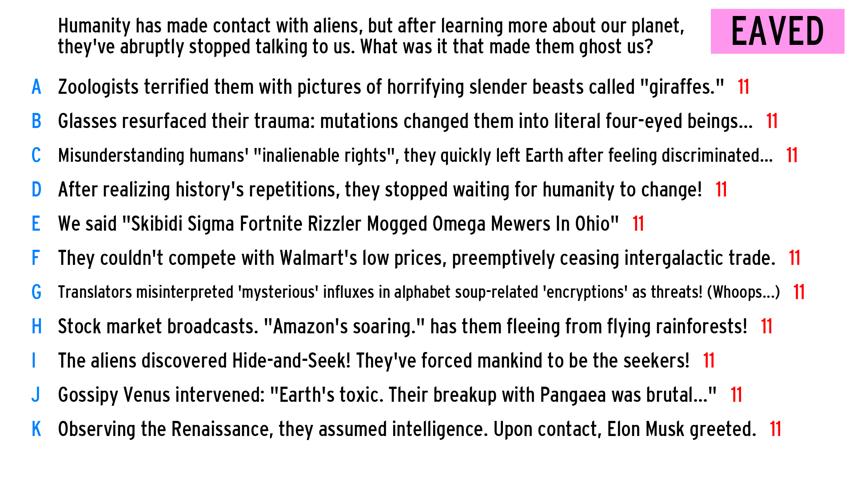 Humanity has made contact with aliens, but after learning more about our planet,
they've abruptly stopped talking to us. What was it that made them ghost us?
EAVED
A Zoologists terrified them with pictures of horrifying slender beasts called "giraffes." 11
B Glasses resurfaced their trauma: mutations changed them into literal four-eyed beings... 11
C Misunderstanding humans' "inalienable rights", they quickly left Earth after feeling discriminated... 11
D After realizing history's repetitions, they stopped waiting for humanity to change! 11
E We said "Skibidi Sigma Fortnite Rizzler Mogged Omega Mewers In Ohio" 11
F They couldn't compete with Walmart's low prices, preemptively ceasing intergalactic trade. 11
G Translators misinterpreted 'mysterious' influxes in alphabet soup-related 'encryptions' as threats! (Whoops...) 11
H Stock market broadcasts. "Amazon's soaring." has them fleeing from flying rainforests! 11
I The aliens discovered Hide-and-Seek! They've forced mankind to be the seekers! 11
J Gossipy Venus intervened: "Earth's toxic. Their breakup with Pangaea was brutal..." 11
K Observing the Renaissance, they assumed intelligence. Upon contact, Elon Musk greeted. 11